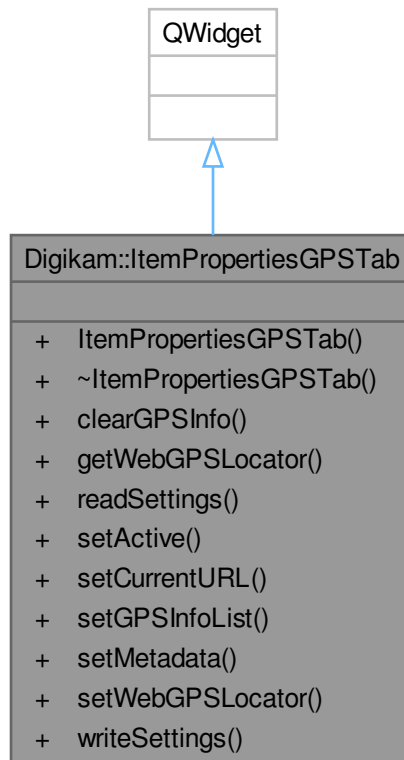 QWidget
Digikam::ItemPropertiesGPSTab
+ ItemPropertiesGPSTab()
+ ~ItemPropertiesGPSTab()
+ clearGPSInfo()
+ getWebGPSLocator()
+ readSettings()
+ setActive()
+ setCurrentURL()
+ setGPSInfoList()
+ setMetadata()
+ setWebGPSLocator()
+ writeSettings()